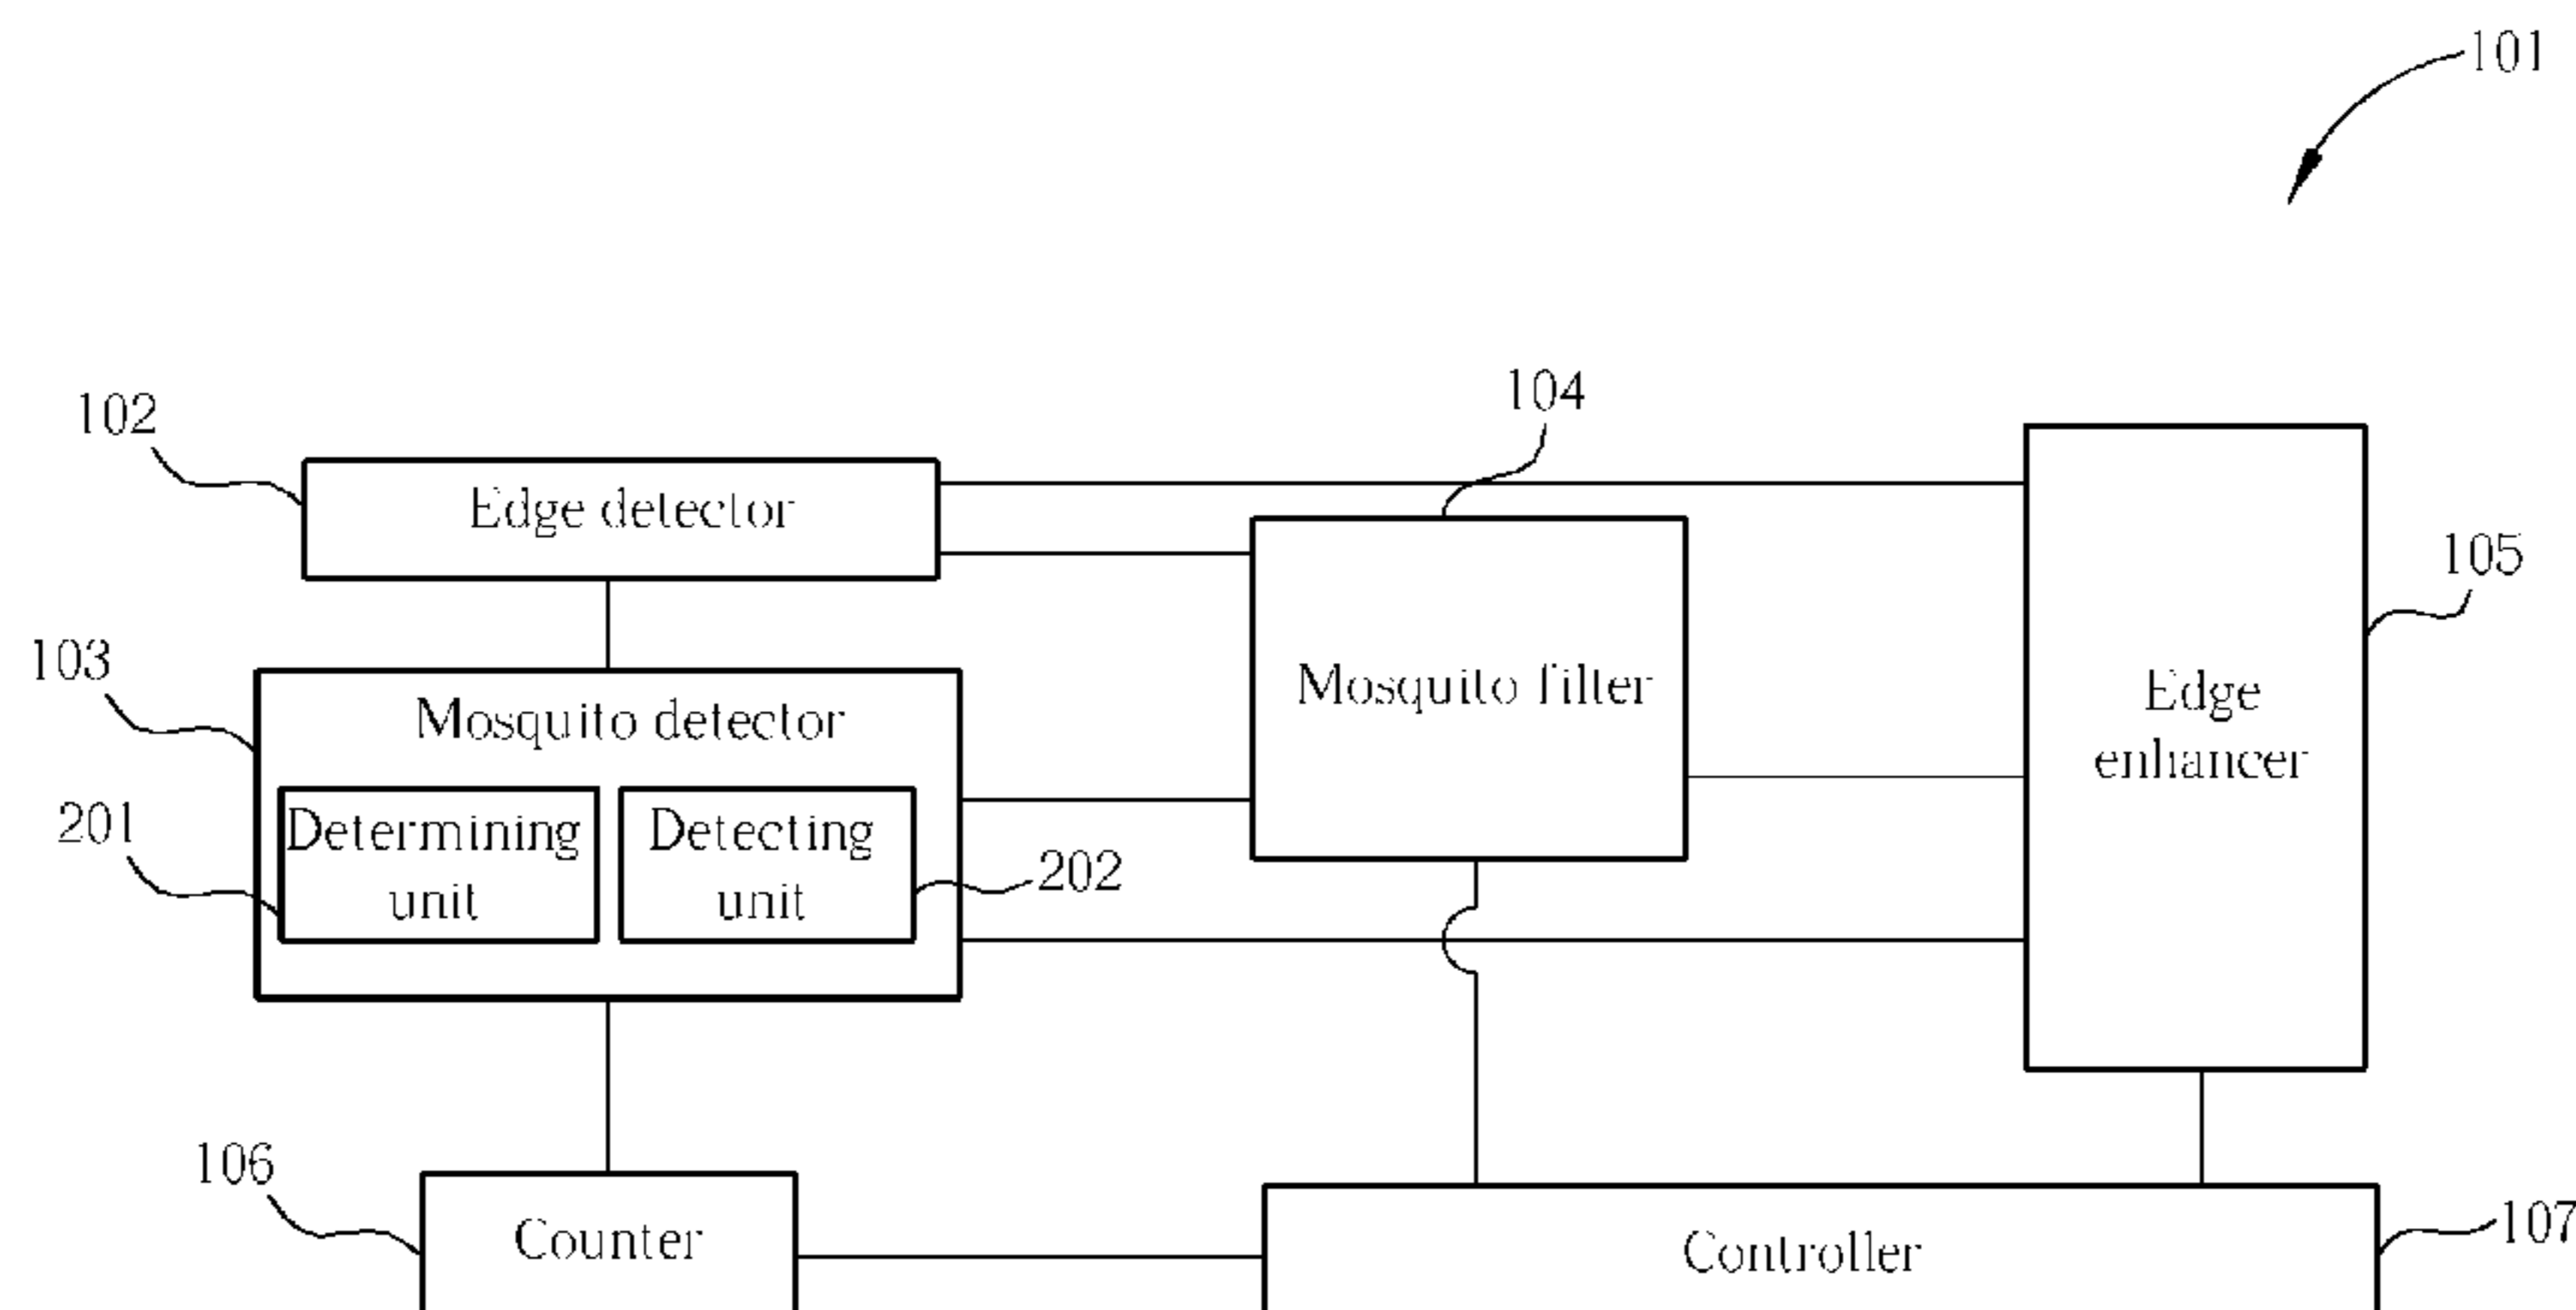 101
104
102
Edge detector
105
103
Mosquito detector
Mosquito filter
Edge
enhancer
201
Determining
unit
Detecting
unit
202
106
Counter
Controller
107